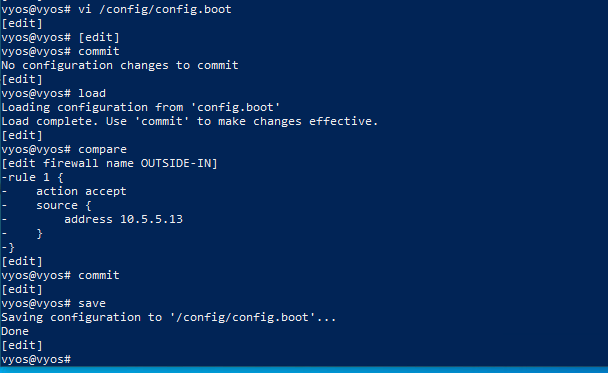 vyos@vyos# vi /config/config.boot
[edit]
vyos@vyos# [edit]
vyos@vyos# commit
No configuration changes to commit
[edit]
vyos@vyos# load
Loading configuration from 'config.boot'
Load complete. Use 'commit' to make changes effective.
[edit]
vyos@vyos# compare
[edit firewall name OUTSIDE-IN]
-rule 1 {
-    action accept
-    source {
-        address 10.5.5.13
-    }
-}
[edit]
vyos@vyos# commit
[edit]
vyos@vyos# save
Saving configuration to '/config/config.boot'...
Done
[edit]
vyos@vyos#